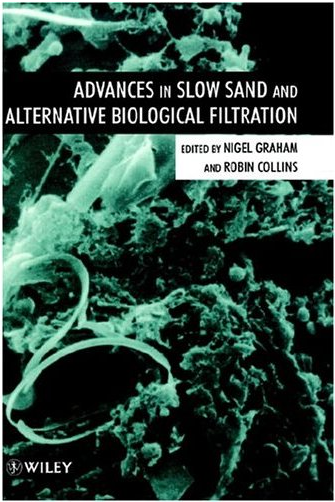 ADVANCES IN SLOW SAND AND
ALTERNATIVE BIOLOGICAL FILTRATION
EDITED BY NIGEL GRAHAM
AND ROBIN COLLINS
WILEY